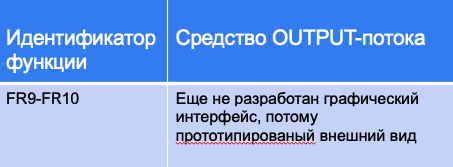 Идентификатор
функции
Средство OUTPUT-потока
FR9-FR10
Еще не разработан графический
интерфейс, потому
прототипированый внешний вид